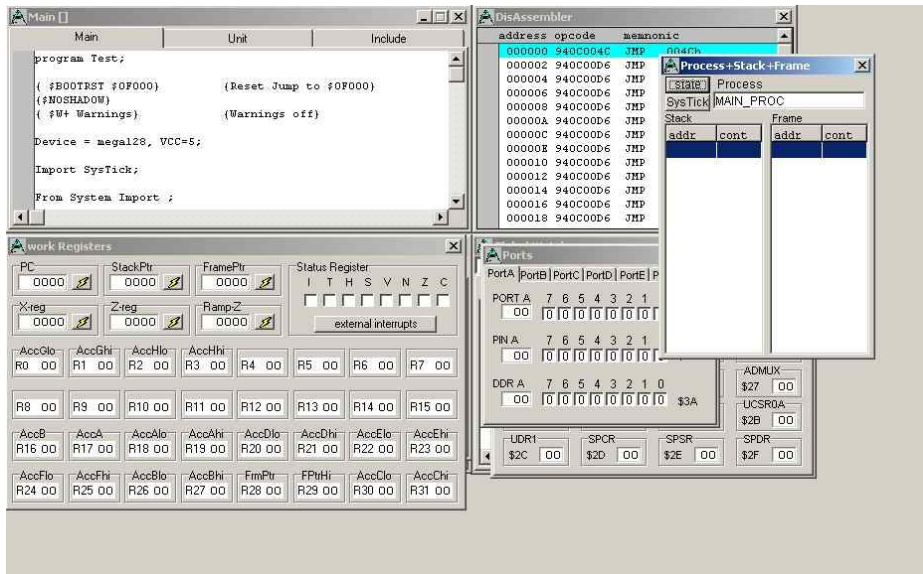 Main []
Main Unit Include
program Test;
{ $BOOTRST $0F000} {Reset Jump to $0F000}
{$NOSHADOW}
{ $W+ Warnings} {Warnings off}
Device = mega128, VCC=5;
Import SysTick;
From System Import ;
DisAssembler
address opcode memnonic
000000 940C004C JMP 004Ch
000002 940C00D6 JMP
000004 940C00D6 JMP
000006 940C00D6 JMP
000008 940C00D6 JMP
00000A 940C00D6 JMP
00000C 940C00D6 JMP
00000E 940C00D6 JMP
000010 940C00D6 JMP
000012 940C00D6 JMP
000014 940C00D6 JMP
000016 940C00D6 JMP
000018 940C00D6 JMP
Process+Stack+Frame
state Process
SysTick MAIN_PROC
Stack Frame
addr cont addr cont
work Registers
PC StackPtr FramePtr Status Register
0000 0000 0000 I T H S V N Z C
X-reg Z-reg Ramp-Z
0000 0000 0000 external interrupts
AccGlo AccGhi AccHlo AccHhi
R0 00 R1 00 R2 00 R3 00 R4 00 R5 00 R6 00 R7 00
R8 00 R9 00 R10 00 R11 00 R12 00 R13 00 R14 00 R15 00
AccB AccA AccAlo AccAhi AccDlo AccDhi AccElo AccEhi
R16 00 R17 00 R18 00 R19 00 R20 00 R21 00 R22 00 R23 00
AccFlo AccFhi AccBlo AccBhi FrmPtr FPtrHi AccClo AccChi
R24 00 R25 00 R26 00 R27 00 R28 00 R29 00 R30 00 R31 00
Ports
PortA PortB PortC PortD PortE P
PORT A 7 6 5 4 3 2 1
00 0 0 0 0 0 0 0
PIN A 7 6 5 4 3 2 1
00 0 0 0 0 0 0 0
DDR A 7 6 5 4 3 2 1 0
00 0 0 0 0 0 0 0 0 $3A
ADMUX
$27 00
UCSR0A
$2B 00
UDR1 SPCR SPSR SPDR
$2C 00 $2D 00 $2E 00 $2F 00